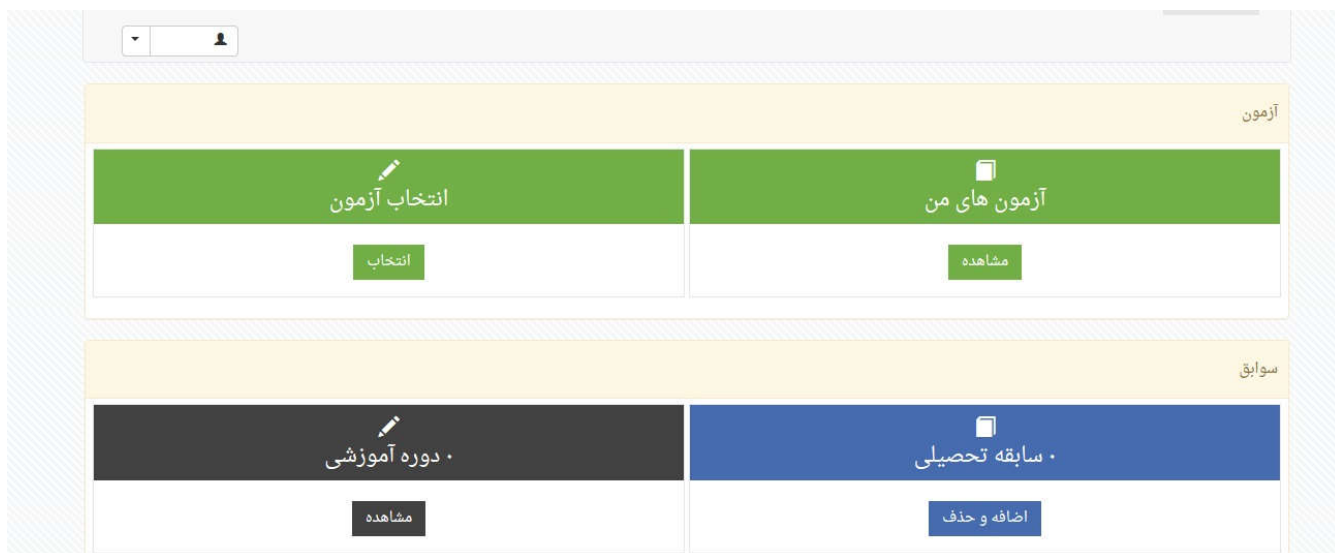 آزمون
آزمون های من
مشاهده
انتخاب آزمون
انتخاب
سوابق
۰ سابقه تحصیلی
اضافه و حذف
۰ دوره آموزشی
مشاهده